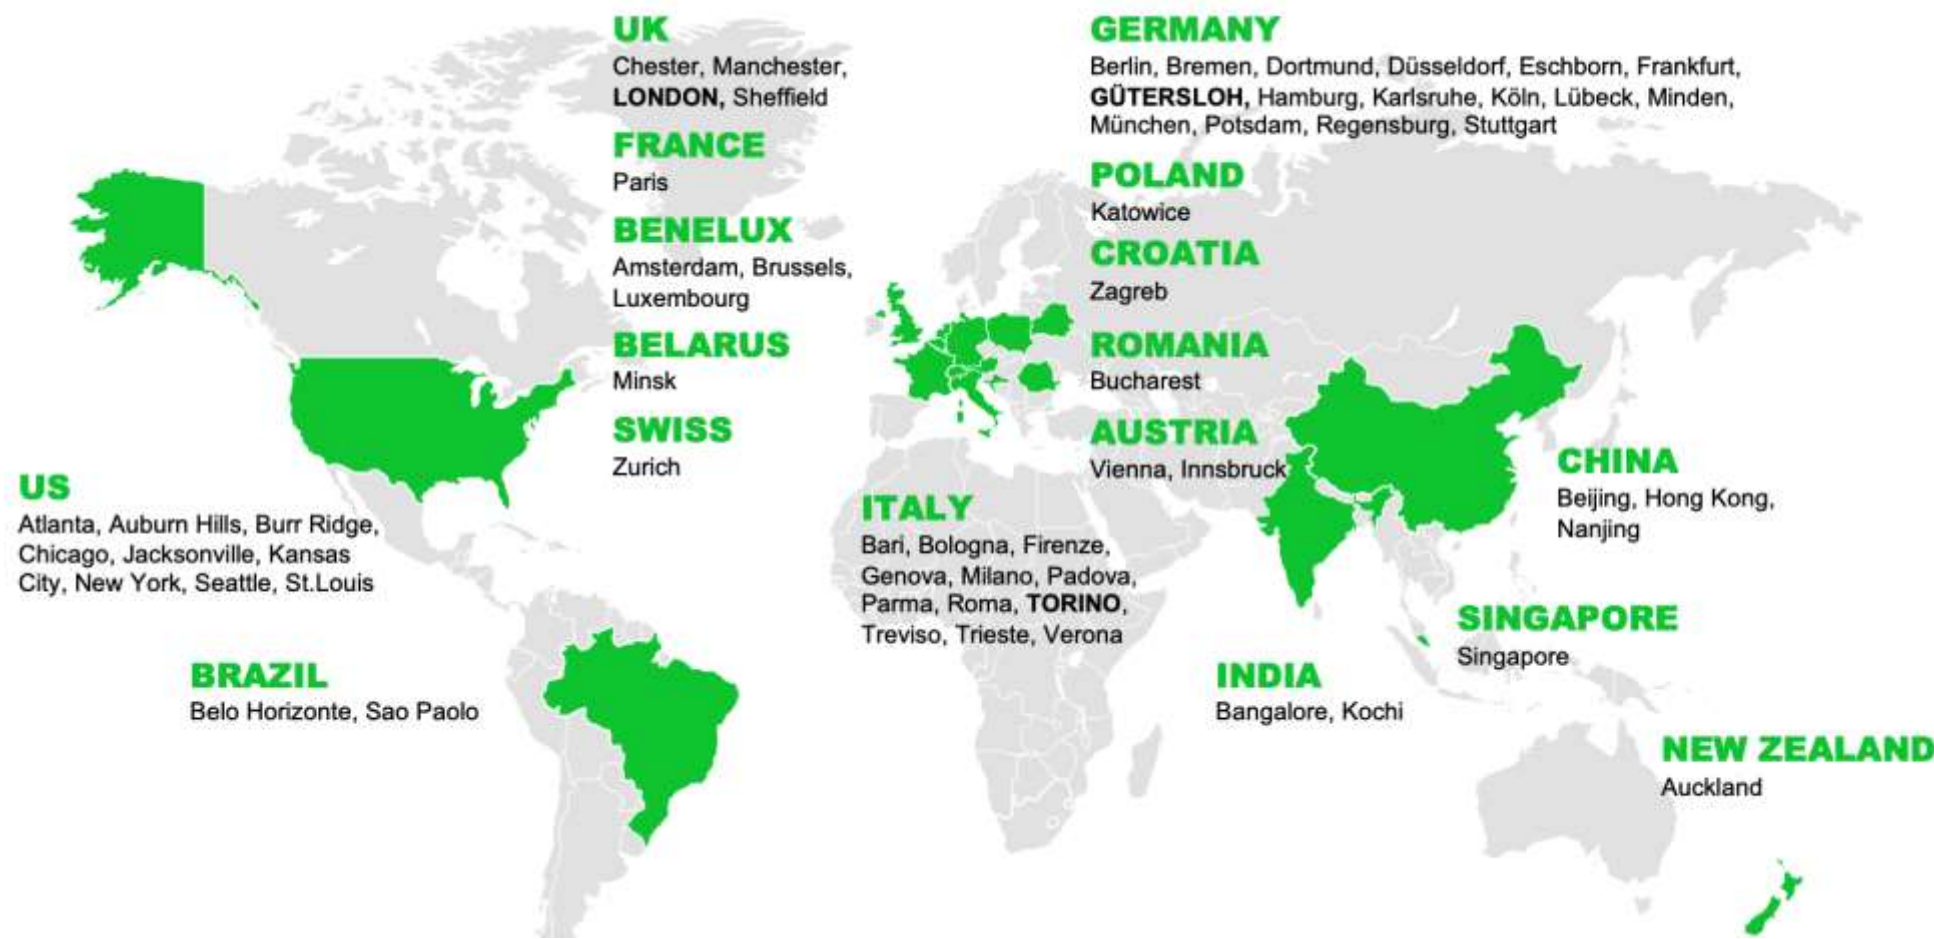 UK
Chester, Manchester,
LONDON, Sheffield
FRANCE
Paris
BENELUX
Amsterdam, Brussels,
Luxembourg
BELARUS
Minsk
SWISS
Zurich
GERMANY
Berlin, Bremen, Dortmund, Düsseldorf, Eschborn, Frankfurt,
GÜTERSLOH, Hamburg, Karlsruhe, Köln, Lübeck, Minden,
München, Potsdam, Regensburg, Stuttgart
POLAND
Katowice
CROATIA
Zagreb
ROMANIA
Bucharest
AUSTRIA
Vienna, Innsbruck
US
Atlanta, Auburn Hills, Burr Ridge,
Chicago, Jacksonville, Kansas
City, New York, Seattle, St.Louis
BRAZIL
Belo Horizonte, Sao Paolo
ITALY
Bari, Bologna, Firenze,
Genova, Milano, Padova,
Parma, Roma, TORINO,
Treviso, Trieste, Verona
CHINA
Beijing, Hong Kong,
Nanjing
SINGAPORE
Singapore
INDIA
Bangalore, Kochi
NEW ZEALAND
Auckland